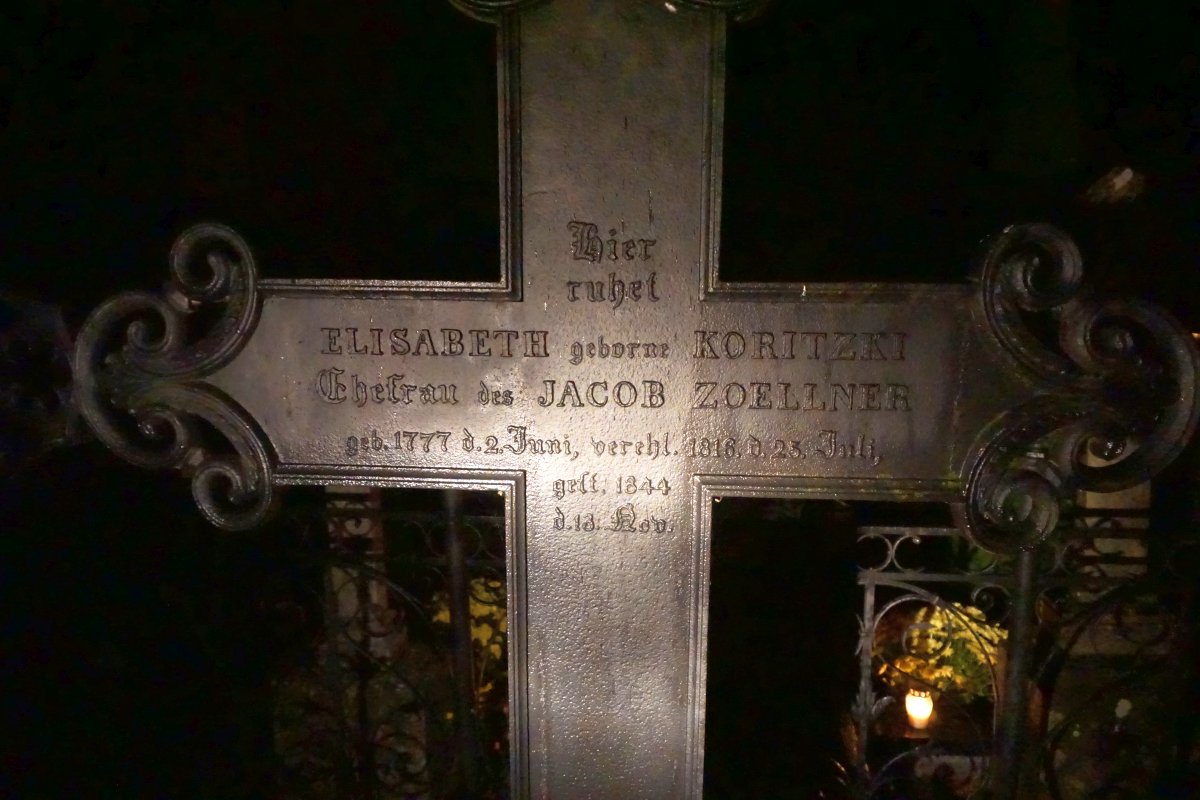 Hier
ruhet
ELISABETH geborne KORITZKI
Ehefrau des JACOB ZOELLNER
geb. 1777 d. 2. Juni, verehl. 1816. d. 25. Juli,
gest. 1844
d. 13. Nov.